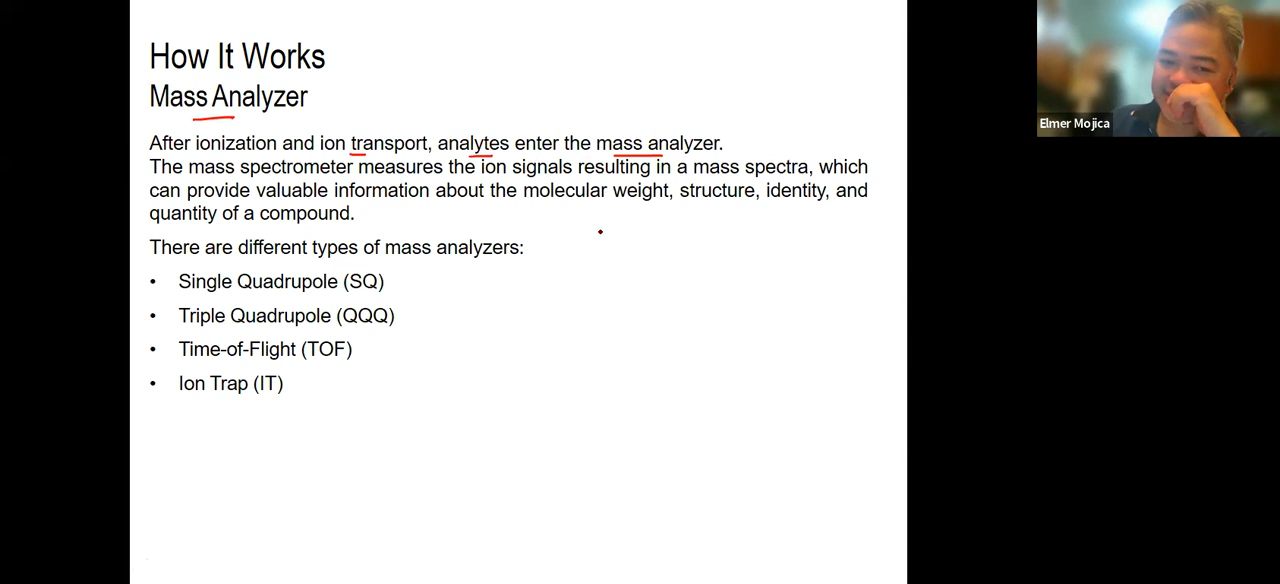 How It Works
Mass Analyzer
After ionization and ion transport, analytes enter the mass analyzer.
The mass spectrometer measures the ion signals resulting in a mass spectra, which
can provide valuable information about the molecular weight, structure, identity, and
quantity of a compound.
There are different types of mass analyzers:
• Single Quadrupole (SQ)
• Triple Quadrupole (QQQ)
• Time-of-Flight (TOF)
• Ion Trap (IT)
Elmer Mojica